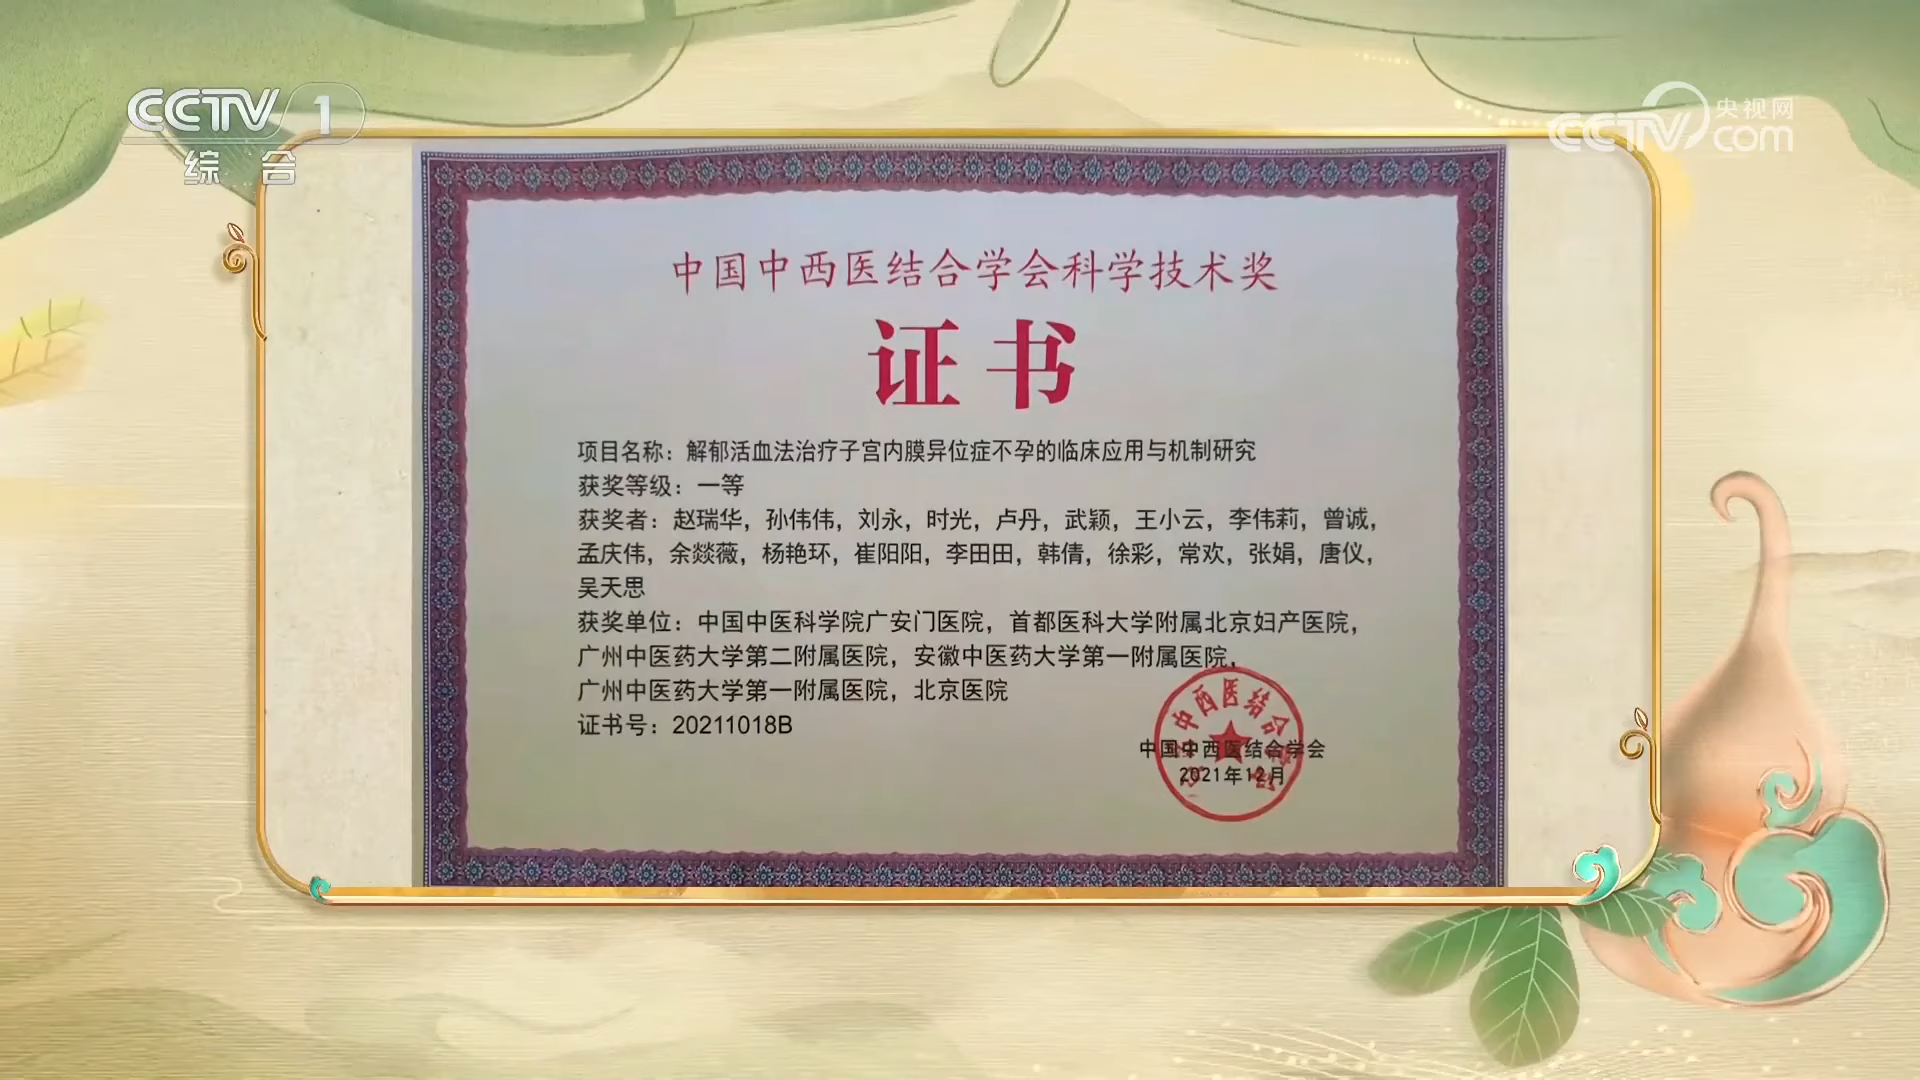 CCTV 1
综合
央视网
CCTV.com
中国中西医结合学会科学技术奖
证书
项目名称：解郁活血法治疗子宫内膜异位症不孕的临床应用与机制研究
获奖等级：一等
获奖者：赵瑞华，孙伟伟，刘永，时光，卢丹，武颖，王小云，李伟莉，曾诚，
孟庆伟，余燚薇，杨艳环，崔阳阳，李田田，韩倩，徐彩，常欢，张娟，唐仪，
吴天思
获奖单位：中国中医科学院广安门医院，首都医科大学附属北京妇产医院，
广州中医药大学第二附属医院，安徽中医药大学第一附属医院，
广州中医药大学第一附属医院，北京医院
证书号：20211018B
中西医结合
中国中西医结合学会
2021年12月